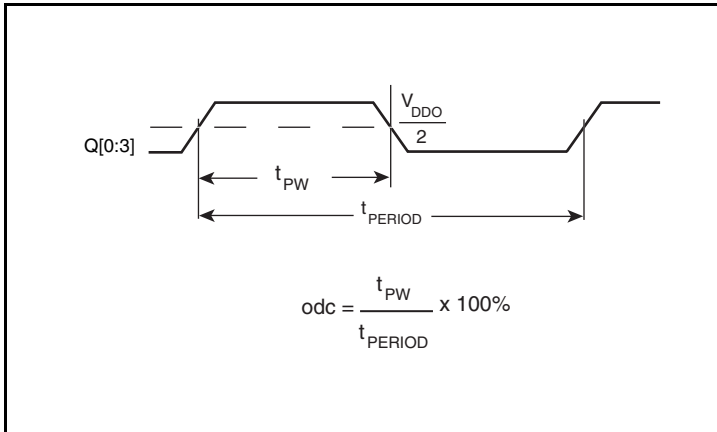 V_DDO
2
Q[0:3]
t_PW
t_PERIOD
odc = t_PW / t_PERIOD x 100%